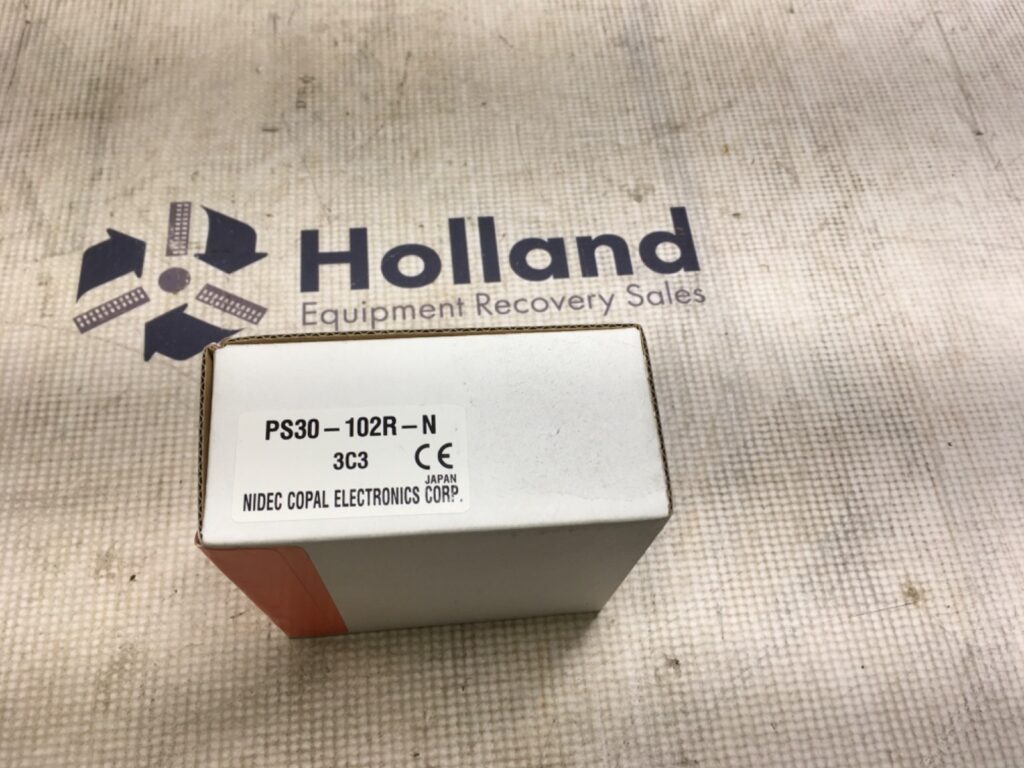 Holland
Equipment Recovery Sales
PS30-102R-N
3C3 CE
JAPAN
NIDEC COPAL ELECTRONICS CORP.